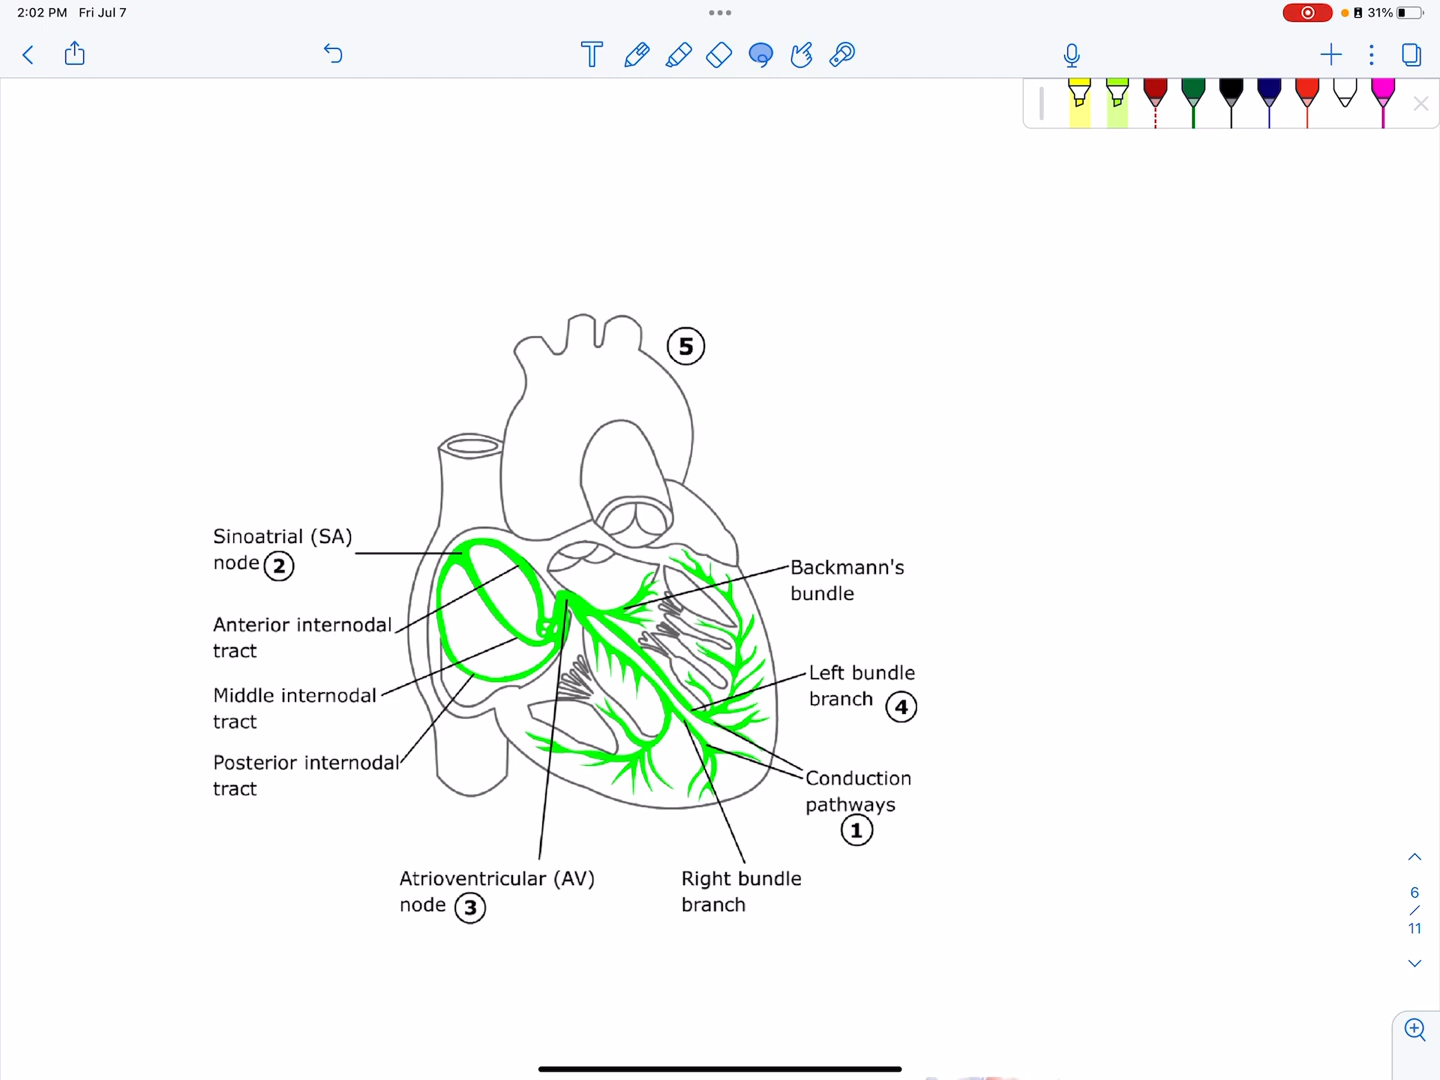 2:02 PM Fri Jul 7
31%
5
Sinoatrial (SA)
node 2
Anterior internodal
tract
Middle internodal
tract
Posterior internodal
tract
Backmann's
bundle
Left bundle
branch 4
Conduction
pathways
1
Atrioventricular (AV)
node 3
Right bundle
branch
6
/
11